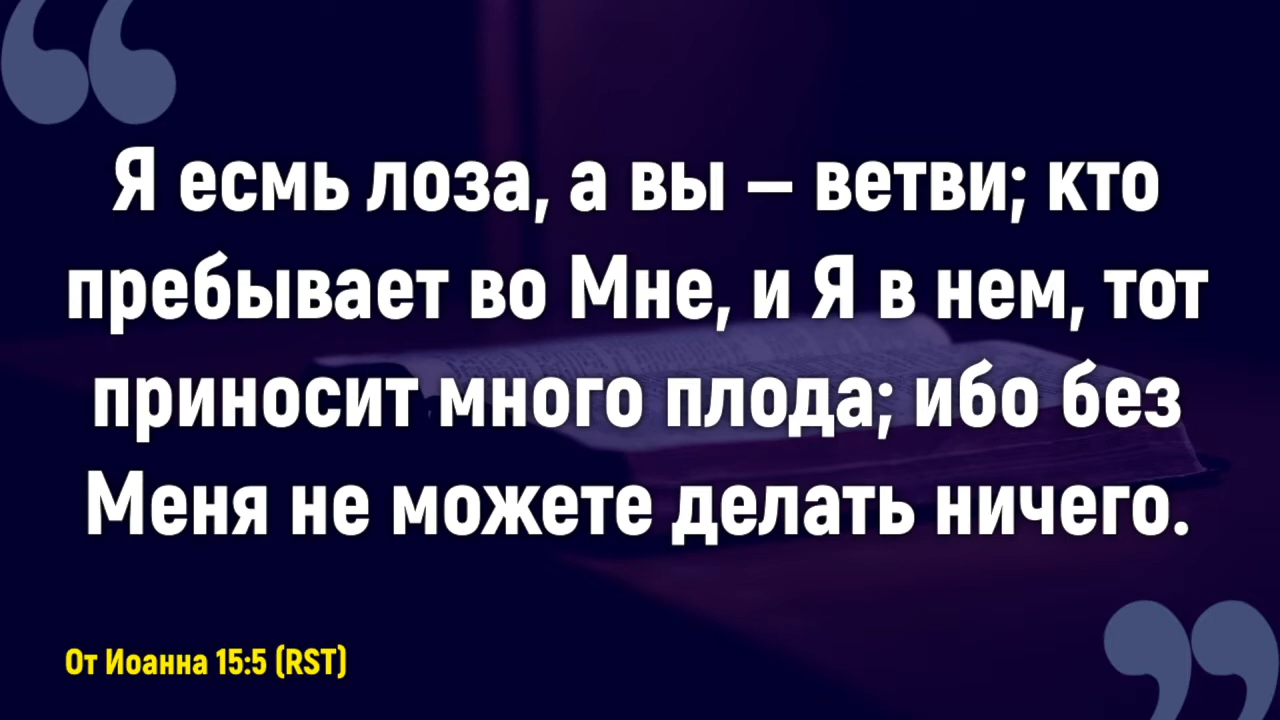 Я есмь лоза, а вы – ветви; кто
пребывает во Мне, и Я в нем, тот
приносит много плода; ибо без
Меня не можете делать ничего.
От Иоанна 15:5 (RST)